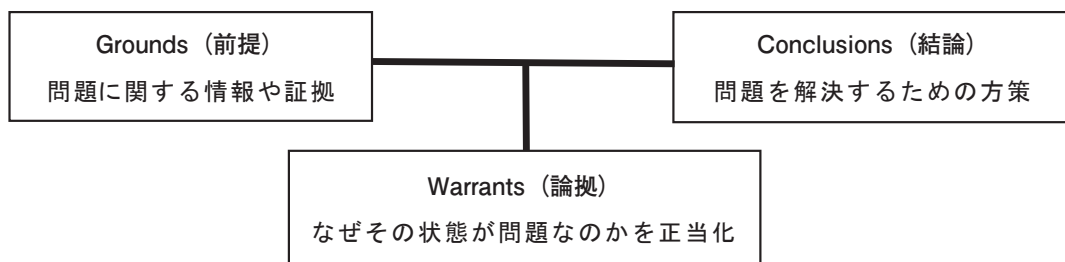 Grounds（前提）
問題に関する情報や証拠
Conclusions（結論）
問題を解決するための方策
Warrants（論拠）
なぜその状態が問題なのかを正当化